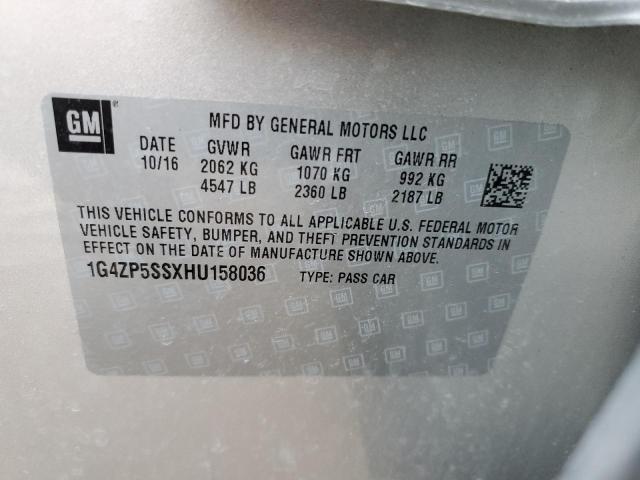 GM ®
MFD BY GENERAL MOTORS LLC
DATE GVWR GAWR FRT GAWR RR
10/16 2062 KG 1070 KG 992 KG
4547 LB 2360 LB 2187 LB
THIS VEHICLE CONFORMS TO ALL APPLICABLE U.S. FEDERAL MOTOR
VEHICLE SAFETY, BUMPER, AND THEFT PREVENTION STANDARDS IN
EFFECT ON THE DATE OF MANUFACTURE SHOWN ABOVE.
1G4ZP5SSXHU158036 TYPE: PASS CAR